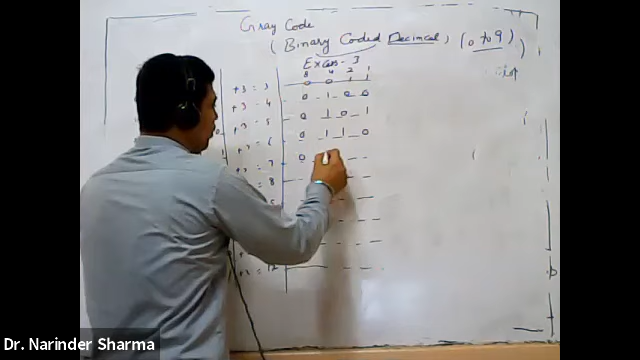 Gray Code
( Binary Coded Decimal ) (0 to 9)
Excess-3
8 4 2 1
+3 = 3 0 0 1 1
+3 = 4 0 1 0 0
+3 = 5 0 1 0 1
+3 = 6 0 1 1 0
+3 = 7 0
= 8
+3 = 12
Dr. Narinder Sharma